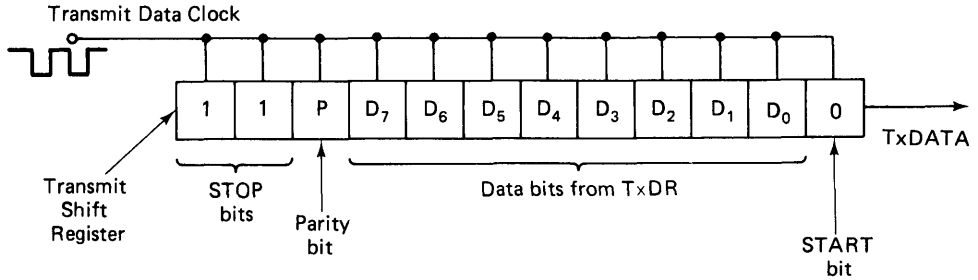 Transmit Data Clock
1 1 P D₇ D₆ D₅ D₄ D₃ D₂ D₁ D₀ 0
TxDATA
Transmit
Shift
Register
STOP
bits
Parity
bit
Data bits from TxDR
START
bit